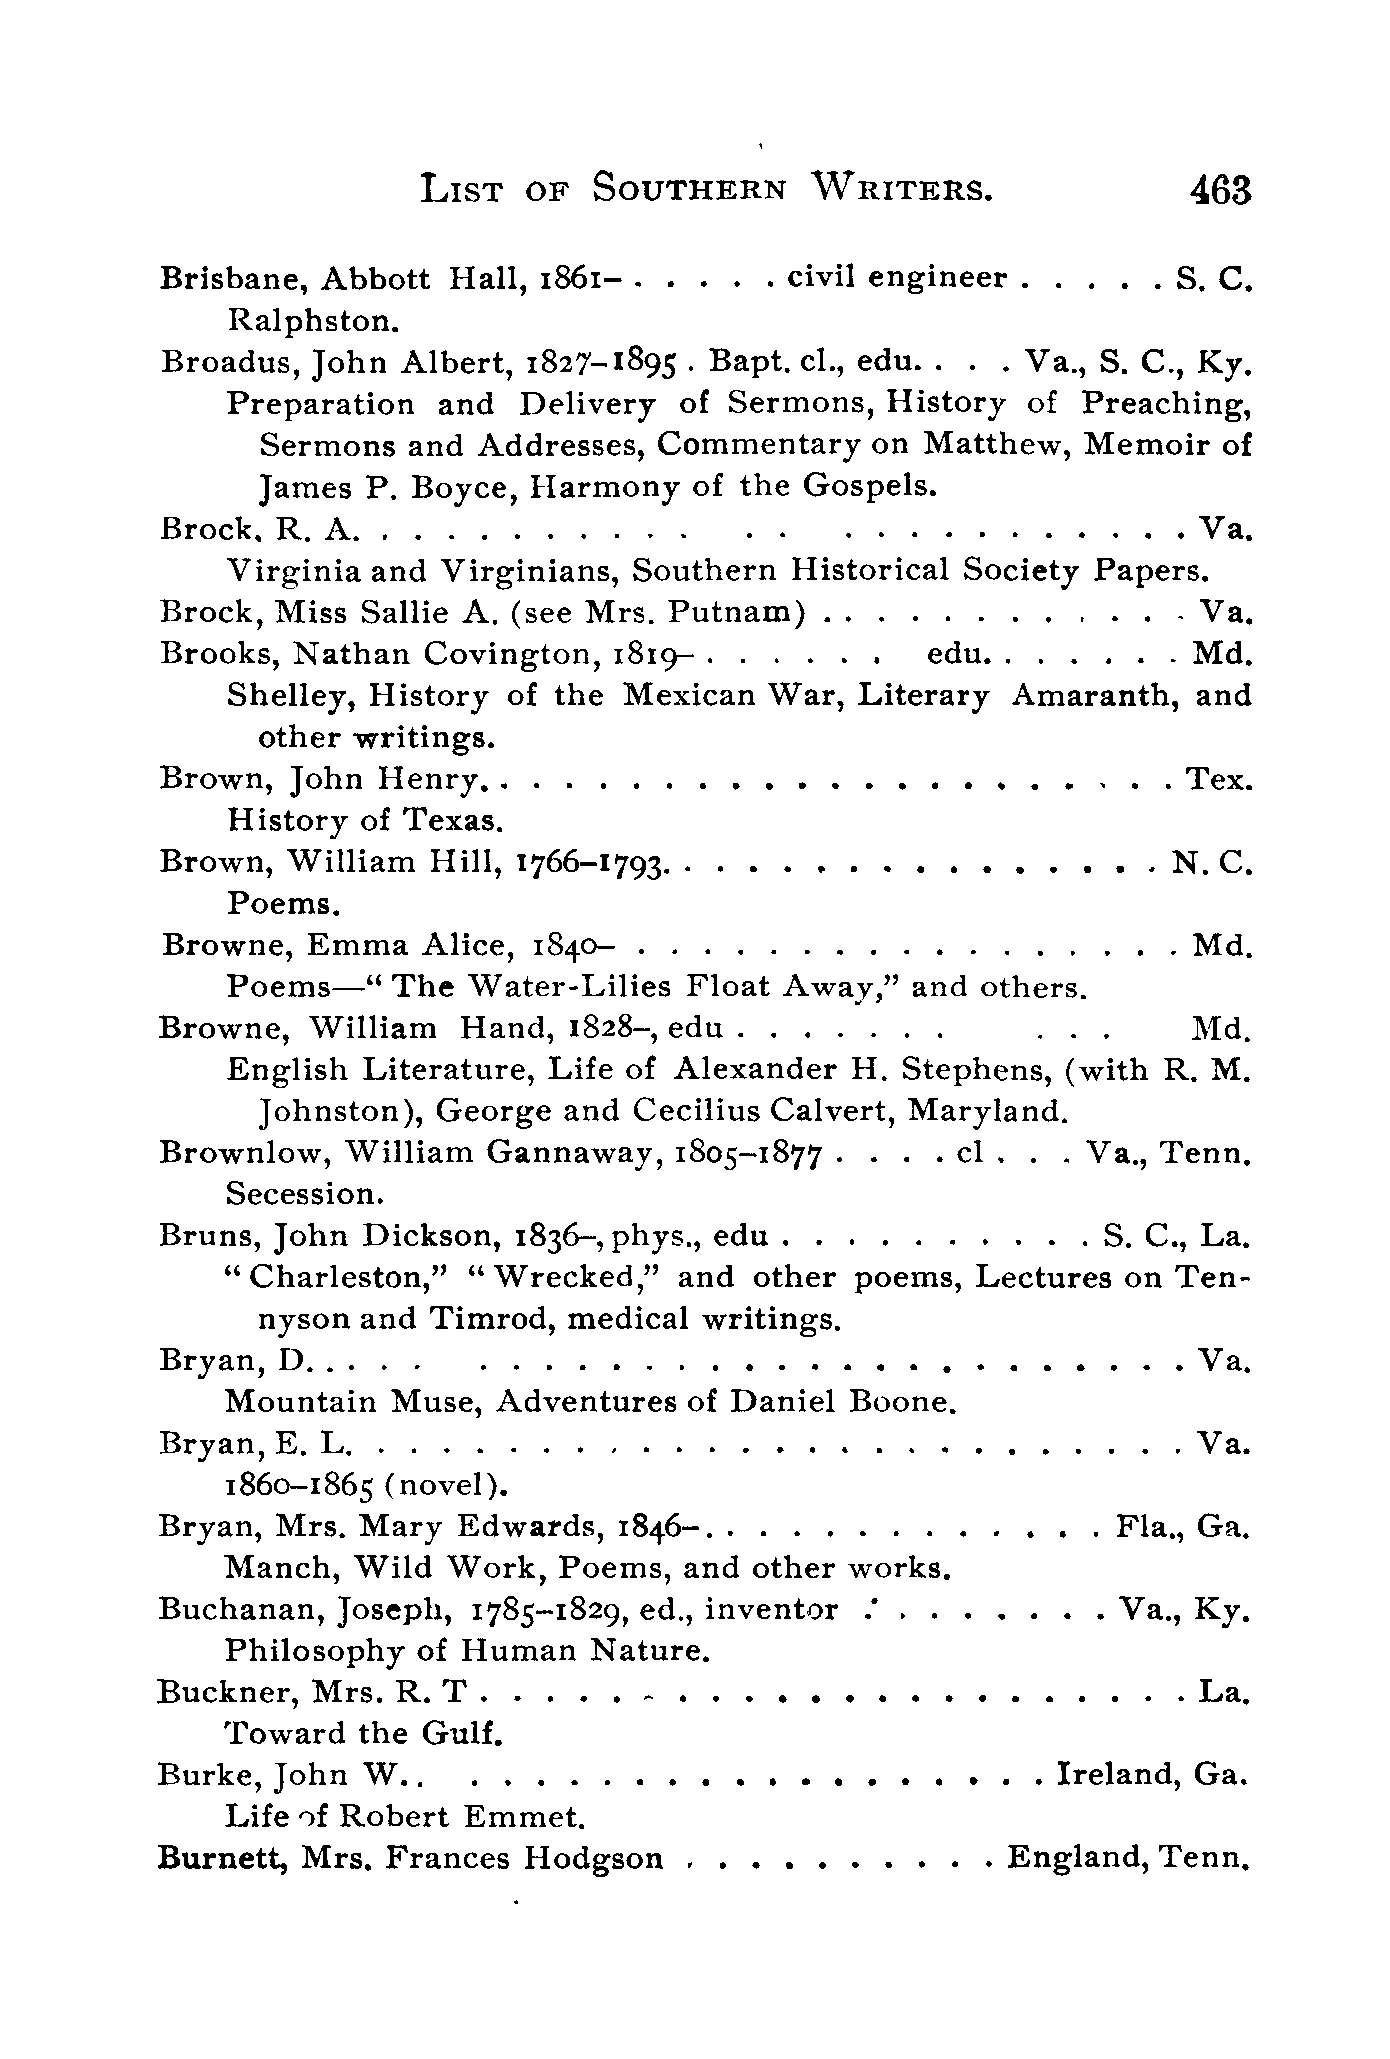 LIST OF SOUTHERN WRITERS. 463
Brisbane, Abbott Hall, 1861– . . . . . civil engineer . . . . . S. C.
Ralphston.
Broadus, John Albert, 1827–1895 . Bapt. cl., edu. . . . Va., S. C., Ky.
Preparation and Delivery of Sermons, History of Preaching,
Sermons and Addresses, Commentary on Matthew, Memoir of
James P. Boyce, Harmony of the Gospels.
Brock, R. A. . . . . . . . . . . . . . . . . . . . . . . . Va.
Virginia and Virginians, Southern Historical Society Papers.
Brock, Miss Sallie A. (see Mrs. Putnam) . . . . . . . . . . . . Va.
Brooks, Nathan Covington, 1819– . . . . . . edu. . . . . . . Md.
Shelley, History of the Mexican War, Literary Amaranth, and
other writings.
Brown, John Henry. . . . . . . . . . . . . . . . . . . . . . Tex.
History of Texas.
Brown, William Hill, 1766–1793. . . . . . . . . . . . . . . . N. C.
Poems.
Browne, Emma Alice, 1840– . . . . . . . . . . . . . . . . . Md.
Poems—“ The Water-Lilies Float Away,” and others.
Browne, William Hand, 1828–, edu . . . . . . . . . . Md.
English Literature, Life of Alexander H. Stephens, (with R. M.
Johnston), George and Cecilius Calvert, Maryland.
Brownlow, William Gannaway, 1805–1877 . . . . cl . . . Va., Tenn.
Secession.
Bruns, John Dickson, 1836–, phys., edu . . . . . . . . . . S. C., La.
“ Charleston,” “ Wrecked,” and other poems, Lectures on Ten-
nyson and Timrod, medical writings.
Bryan, D. . . . . . . . . . . . . . . . . . . . . . . . . . Va.
Mountain Muse, Adventures of Daniel Boone.
Bryan, E. L. . . . . . . . . . . . . . . . . . . . . . . . . . Va.
1860–1865 (novel).
Bryan, Mrs. Mary Edwards, 1846– . . . . . . . . . . . . . Fla., Ga.
Manch, Wild Work, Poems, and other works.
Buchanan, Joseph, 1785–1829, ed., inventor . . . . . . . . Va., Ky.
Philosophy of Human Nature.
Buckner, Mrs. R. T . . . . . . . . . . . . . . . . . . . . . . La.
Toward the Gulf.
Burke, John W. . . . . . . . . . . . . . . . . . . . Ireland, Ga.
Life of Robert Emmet.
Burnett, Mrs. Frances Hodgson . . . . . . . . . . England, Tenn.